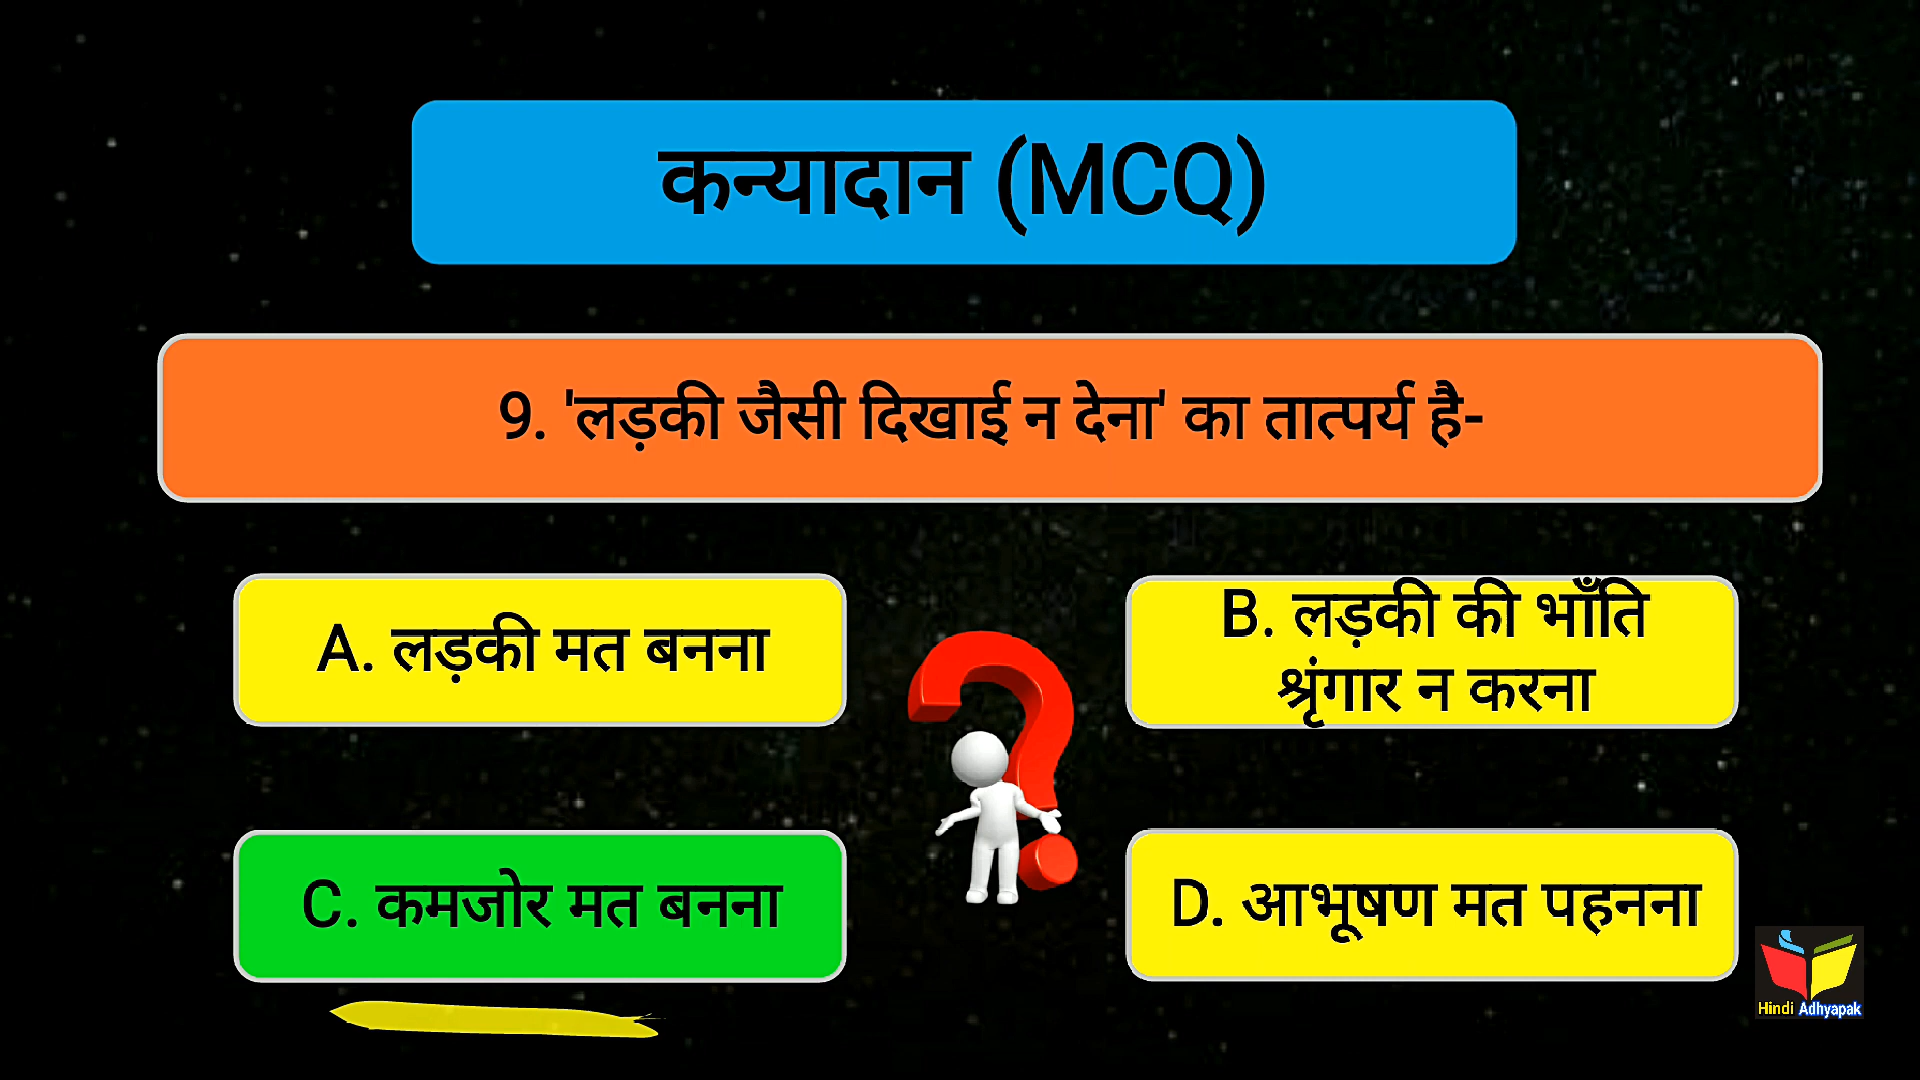 कन्यादान (MCQ)
9. 'लड़की जैसी दिखाई न देना' का तात्पर्य है-
A. लड़की मत बनना
B. लड़की की भाँति
श्रृंगार न करना
C. कमजोर मत बनना
D. आभूषण मत पहनना
Hindi Adhyapak